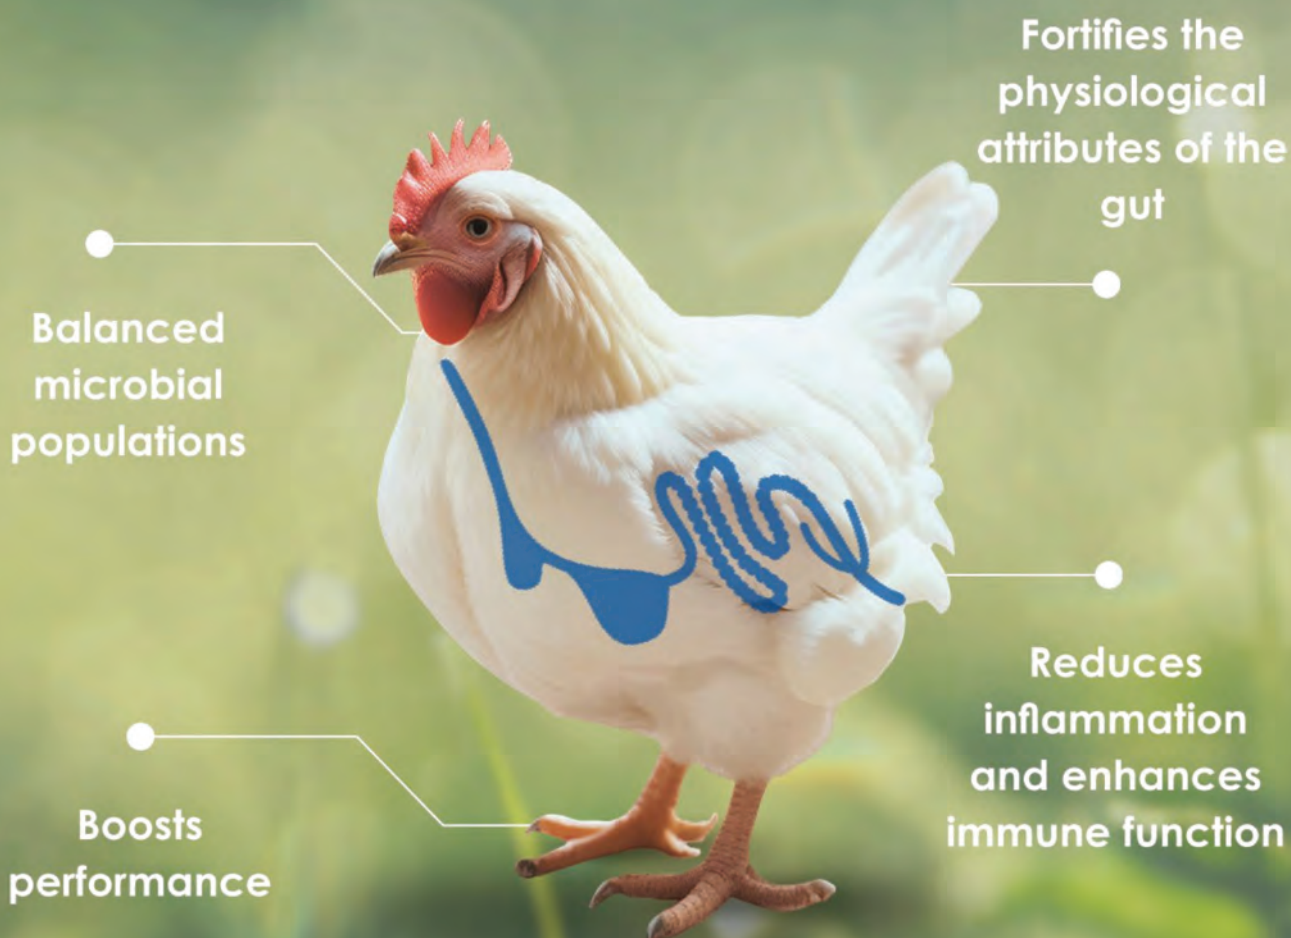 Fortifies the
physiological
attributes of the
gut
Balanced
microbial
populations
Reduces
inflammation
and enhances
immune function
Boosts
performance